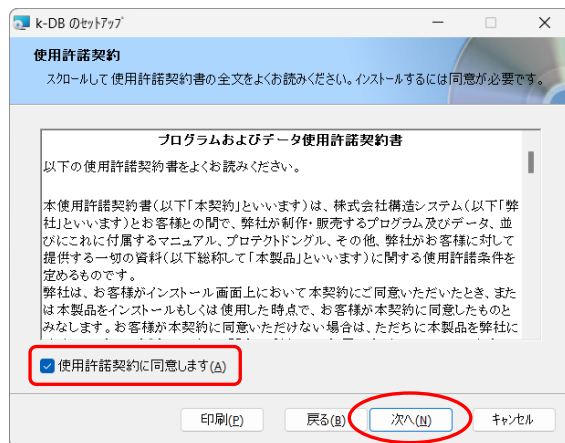 k-DB のｾｯﾄｱｯﾌﾟ
使用許諾契約
ｽｸﾛｰﾙして使用許諾契約書の全文をよくお読みください。ｲﾝｽﾄｰﾙするには同意が必要です。
プログラムおよびデータ使用許諾契約書
以下の使用許諾契約書をよくお読みください。
本使用許諾契約書（以下「本契約」といいます）は、株式会社構造システム（以下「弊
社」といいます）とお客様との間で、弊社が制作・販売するプログラム及びデータ、並
びにこれに付属するマニュアル、プロテクトドングル、その他、弊社がお客様に対して
提供する一切の資料（以下総称して「本製品」といいます）に関する使用許諾条件を
定めるものです。
弊社は、お客様がインストール画面上において本契約にご同意いただいたとき、また
は本製品をインストールもしくは使用した時点で、お客様が本契約に同意したものと
みなします。お客様が本契約に同意いただけない場合は、ただちに本製品を弊社に
使用許諾契約に同意します(A)
印刷(P)
戻る(B)
次へ(N)
ｷｬﾝｾﾙ